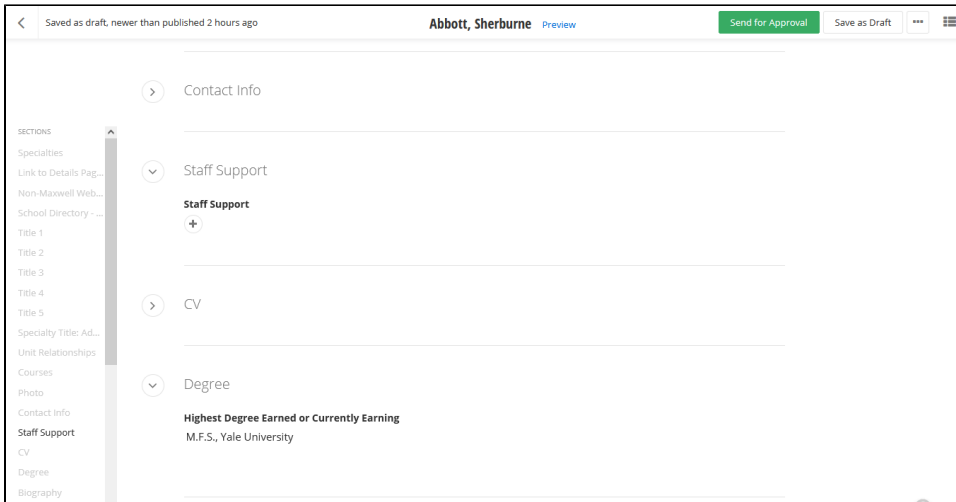 Saved as draft, newer than published 2 hours ago
Abbott, Sherburne Preview
Send for Approval
Save as Draft
SECTIONS
Specialties
Link to Details Pag...
Non-Maxwell Web...
School Directory - ...
Title 1
Title 2
Title 3
Title 4
Title 5
Specialty Title: Ad...
Unit Relationships
Courses
Photo
Contact Info
Staff Support
CV
Degree
Biography
Contact Info
Staff Support
Staff Support
CV
Degree
Highest Degree Earned or Currently Earning
M.F.S., Yale University